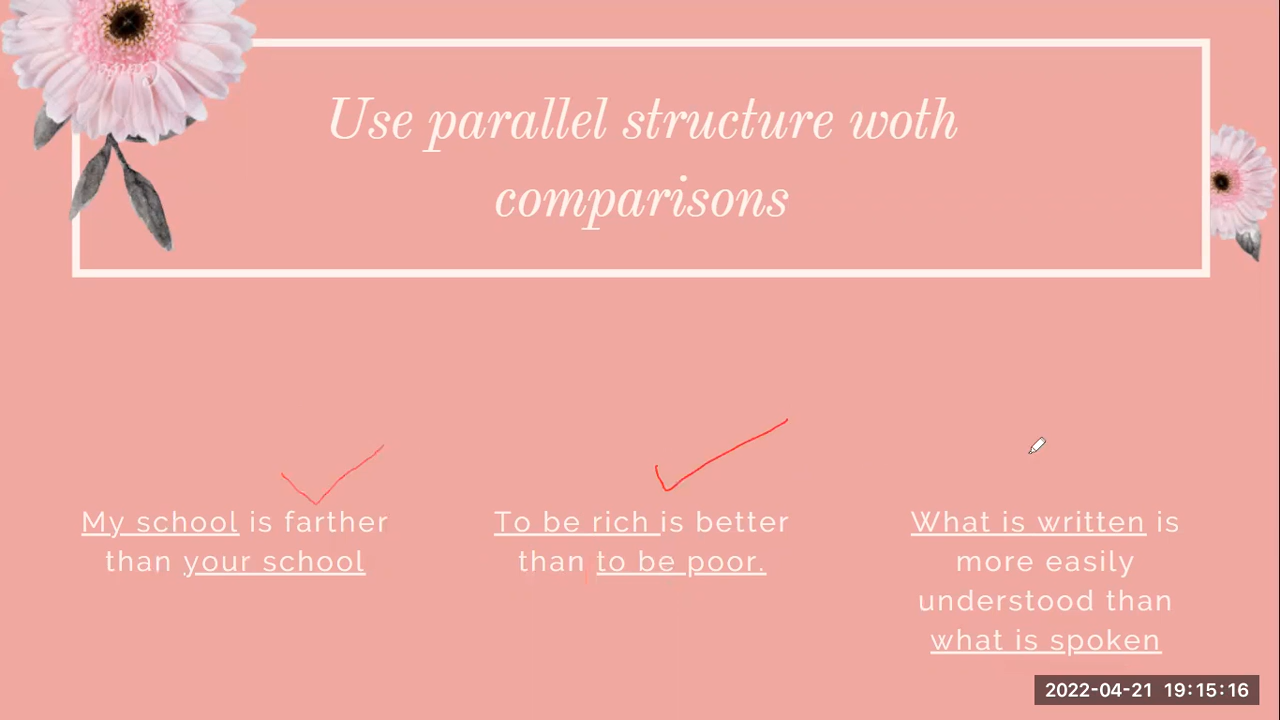 Use parallel structure woth
comparisons
My school is farther
than your school
To be rich is better
than to be poor.
What is written is
more easily
understood than
what is spoken
2022-04-21 19:15:16